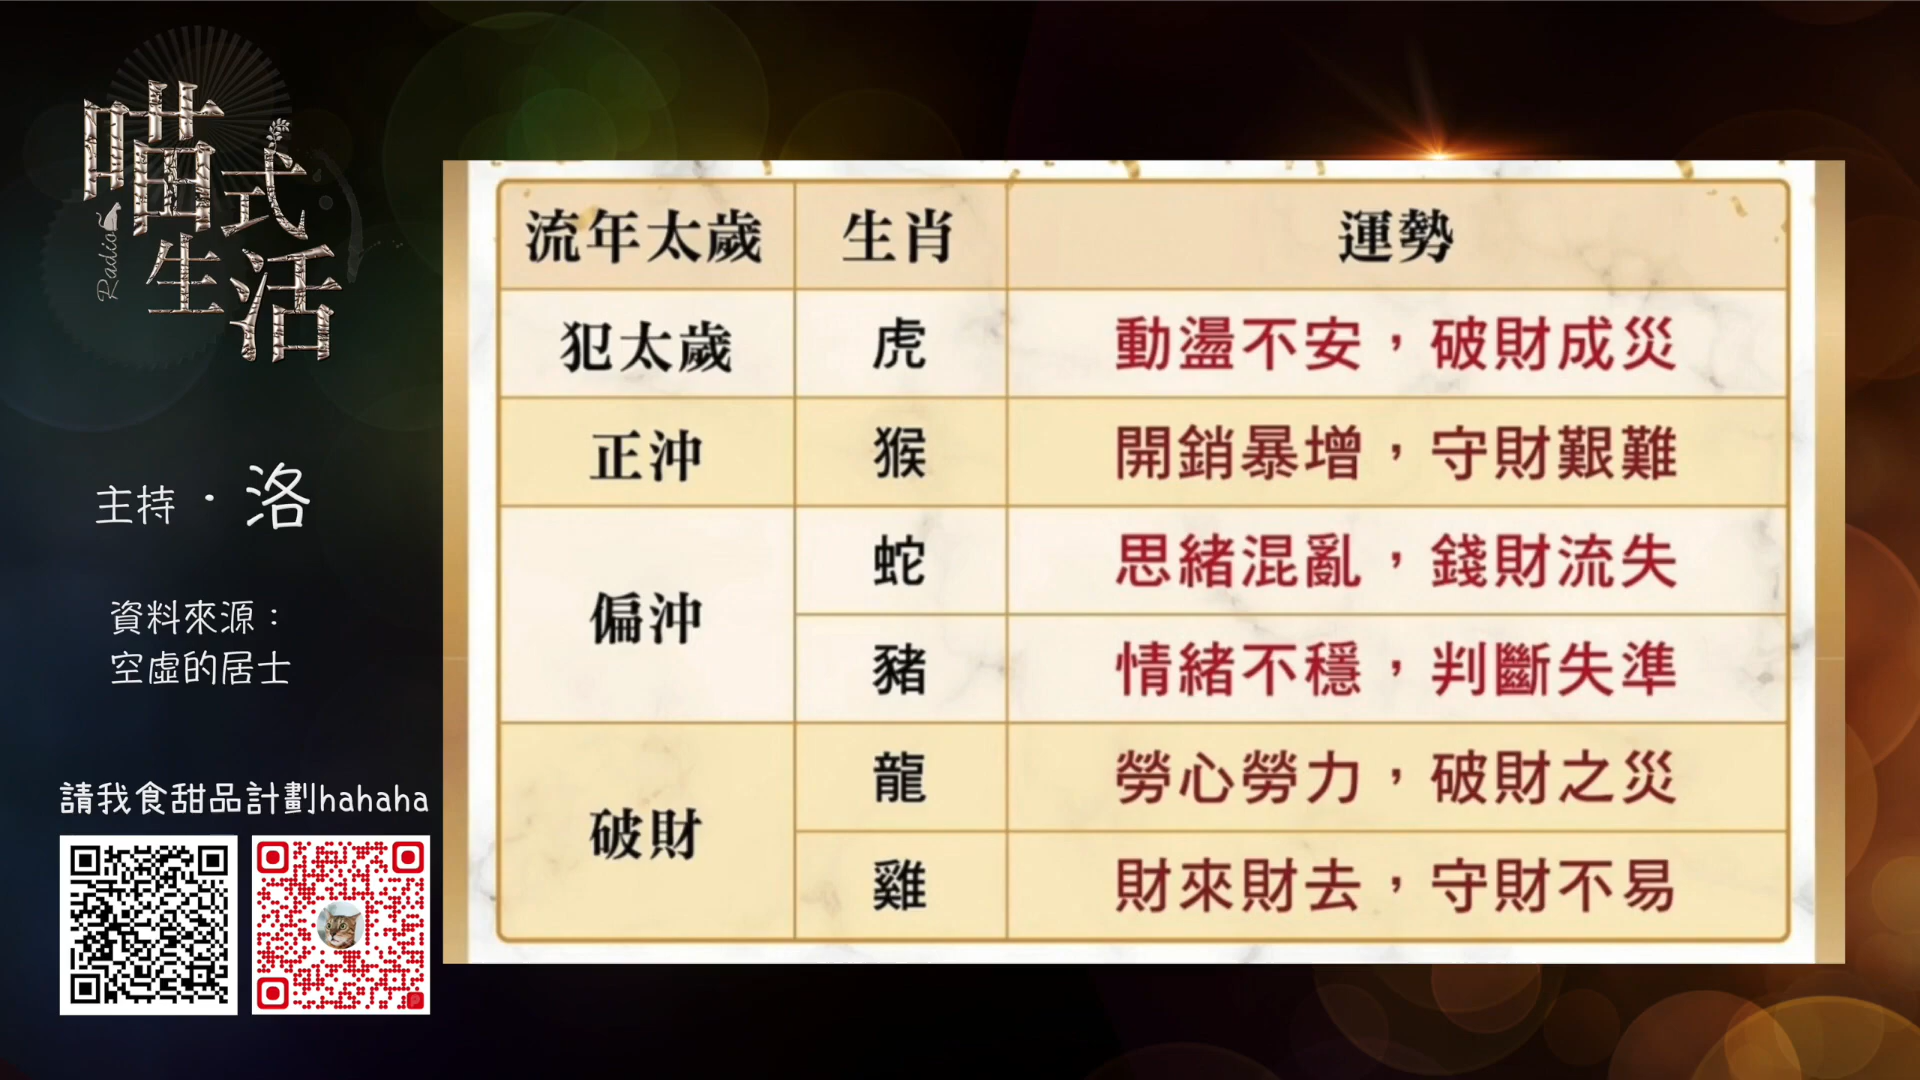 喵式
生活
Radio
主持 · 洛
資料來源：
空虛的居士
請我食甜品計劃hahaha
流年太歲 生肖 運勢
犯太歲 虎 動盪不安，破財成災
正沖 猴 開銷暴增，守財艱難
偏沖 蛇 思緒混亂，錢財流失
豬 情緒不穩，判斷失準
破財 龍 勞心勞力，破財之災
雞 財來財去，守財不易